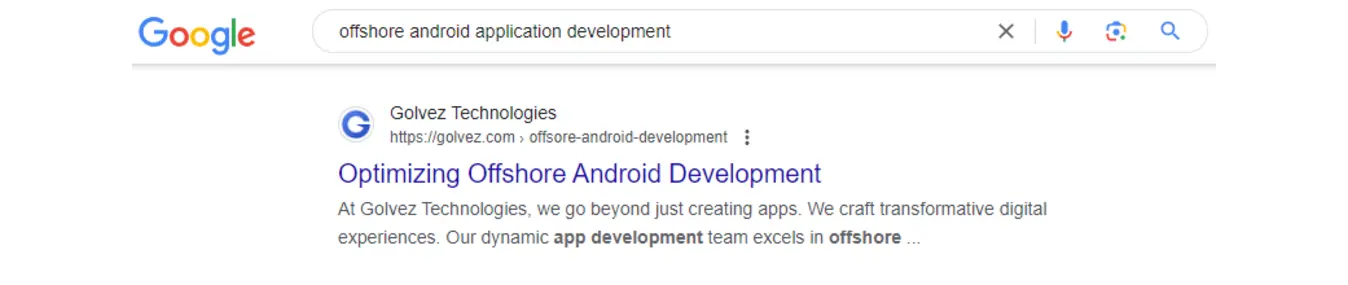 Google offshore android application development
Golvez Technologies
https://golvez.com › offsore-android-development
Optimizing Offshore Android Development
At Golvez Technologies, we go beyond just creating apps. We craft transformative digital
experiences. Our dynamic app development team excels in offshore ...